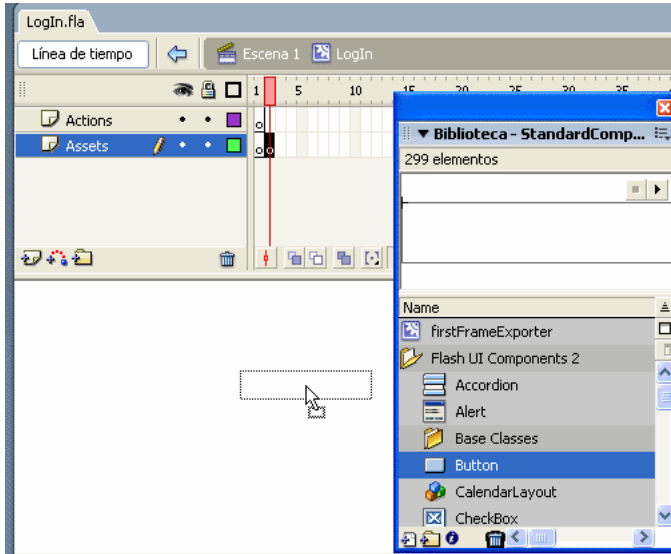 LogIn.fla
Línea de tiempo
Escena 1 LogIn
1 5 10 15 20 25 30 35
Actions
Assets
Biblioteca - StandardComp...
299 elementos
Name
firstFrameExporter
Flash UI Components 2
Accordion
Alert
Base Classes
Button
CalendarLayout
CheckBox